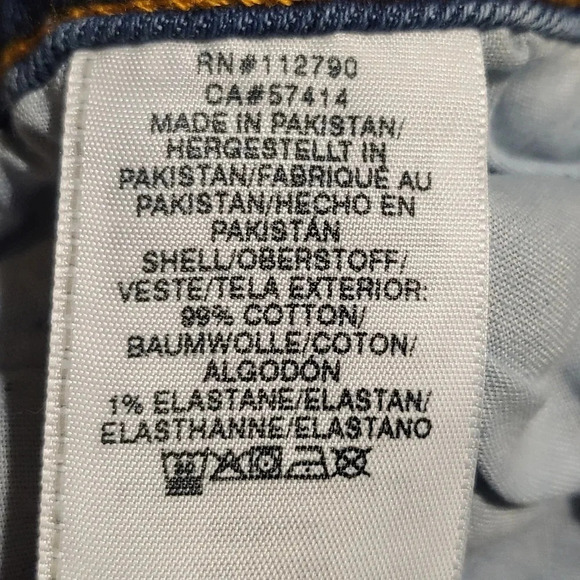 RN#112790
CA#57414
MADE IN PAKISTAN/
HERGESTELLT IN
PAKISTAN/FABRIQUÉ AU
PAKISTAN/HECHO EN
PAKISTÁN
SHELL/OBERSTOFF/
VESTE/TELA EXTERIOR:
99% COTTON/
BAUMWOLLE/COTON/
ALGODÓN
1% ELASTANE/ELASTAN/
ELASTHANNE/ELASTANO